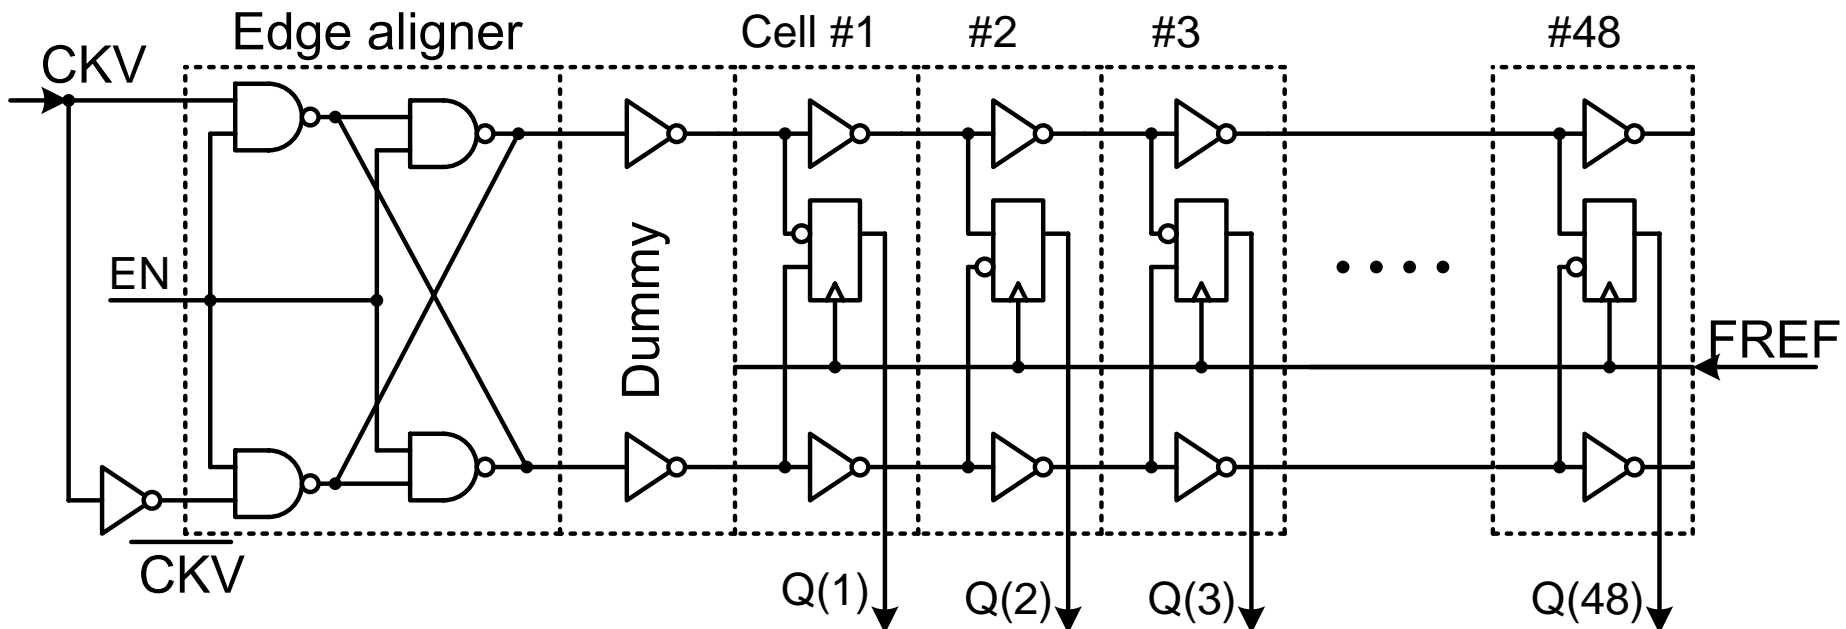 Edge aligner
Cell #1
#2
#3
#48
CKV
EN
Dummy
FREF
CKV
Q(1)
Q(2)
Q(3)
Q(48)